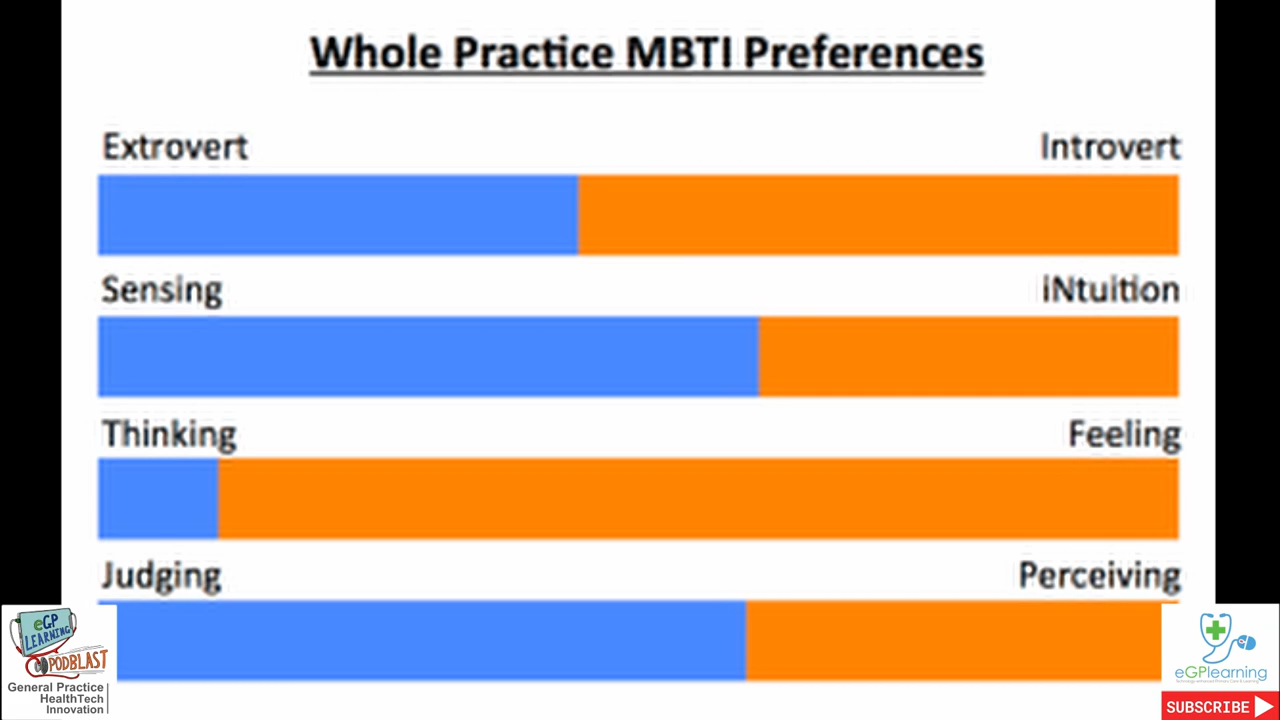 Whole Practice MBTI Preferences
Extrovert Introvert
Sensing iNtuition
Thinking Feeling
Judging Perceiving
eGP
LEARNING
PODBLAST
General Practice
HealthTech
Innovation
eGPlearning
SUBSCRIBE